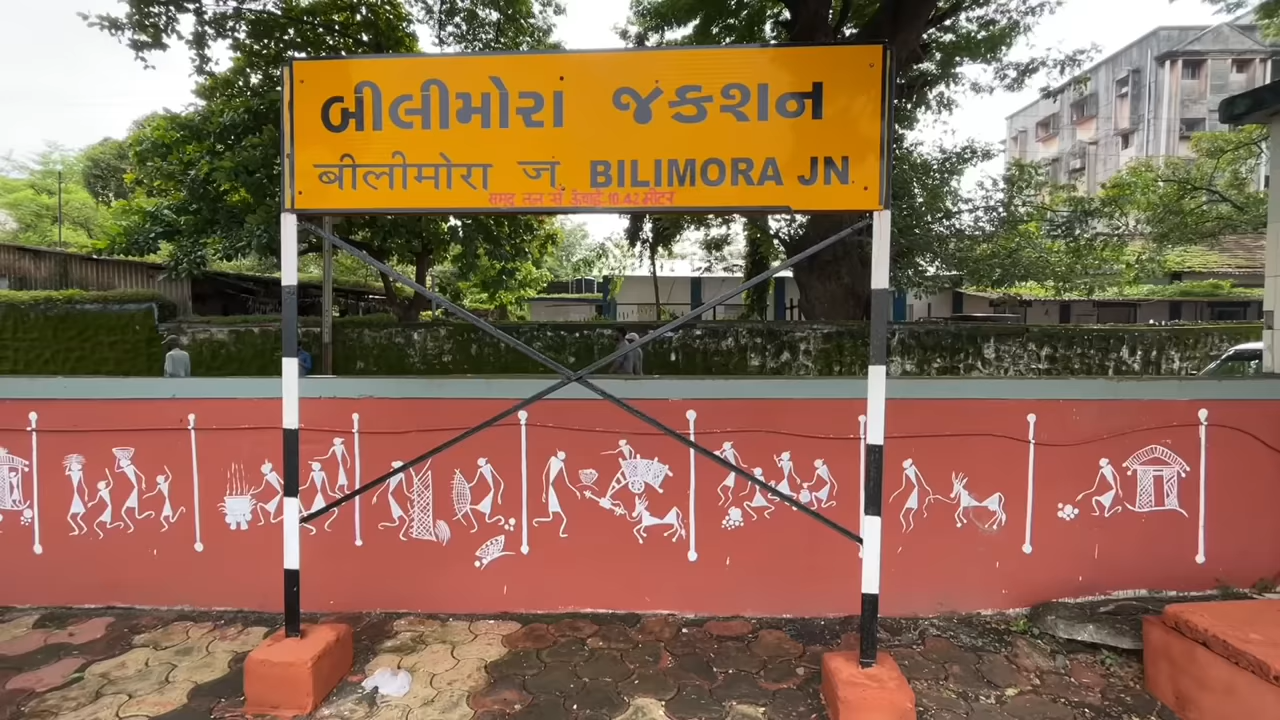 બીલીમોરા જંકશન
बीलीमोरा जं. BILIMORA JN.
समुद्र तल से ऊंचाई 10.42 मीटर